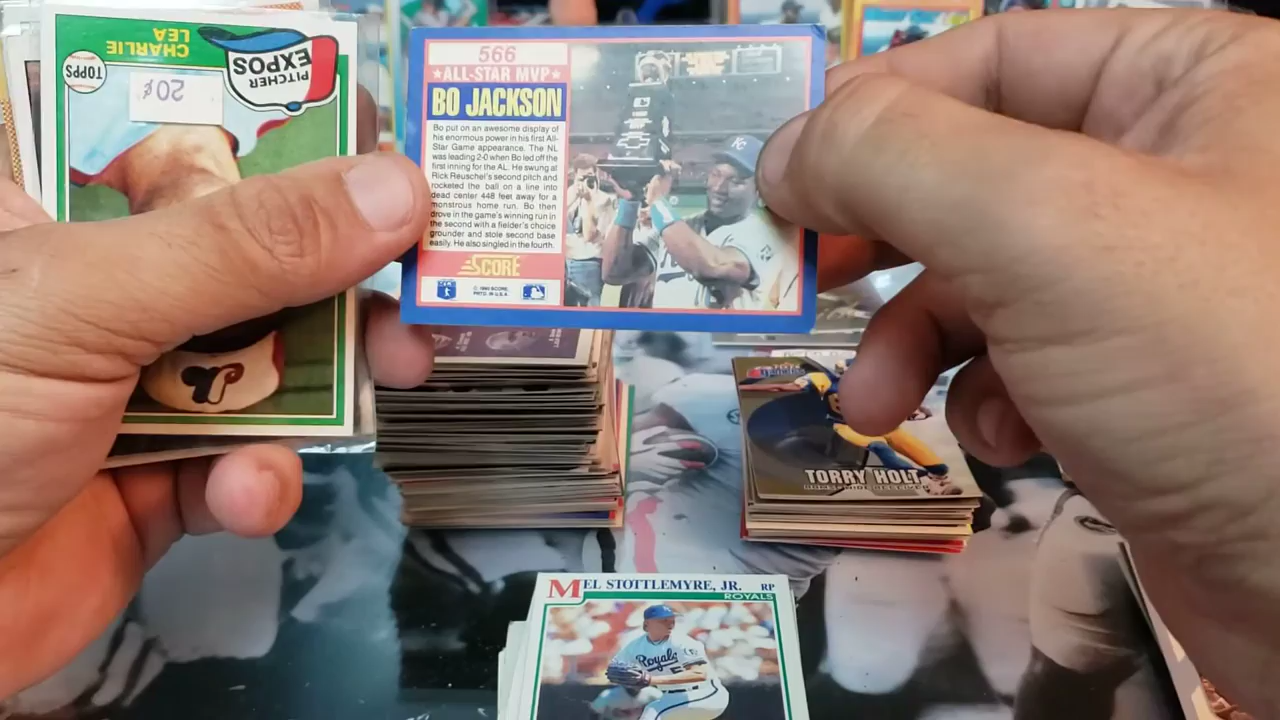 PITCHER
EXPOS
CHARLIE
LEA
TOPPS
20¢
566
★ALL-STAR MVP★
BO JACKSON
Bo put on an awesome display of
his enormous power in his first All-
Star Game appearance. The NL
was leading 2-0 when Bo led off the
first inning for the AL. He swung at
Rick Reuschel's second pitch and
rocketed the ball on a line into
dead center 448 feet away for a
monstrous home run. Bo then
drove in the game's winning run in
the second with a fielder's choice
grounder and stole second base
easily. He also singled in the fourth.
SCORE
© 1990 SCORE,
PRTD. IN U.S.A.
KC
TORRY HOLT
MEL STOTTLEMYRE, JR. RP
ROYALS
Royals